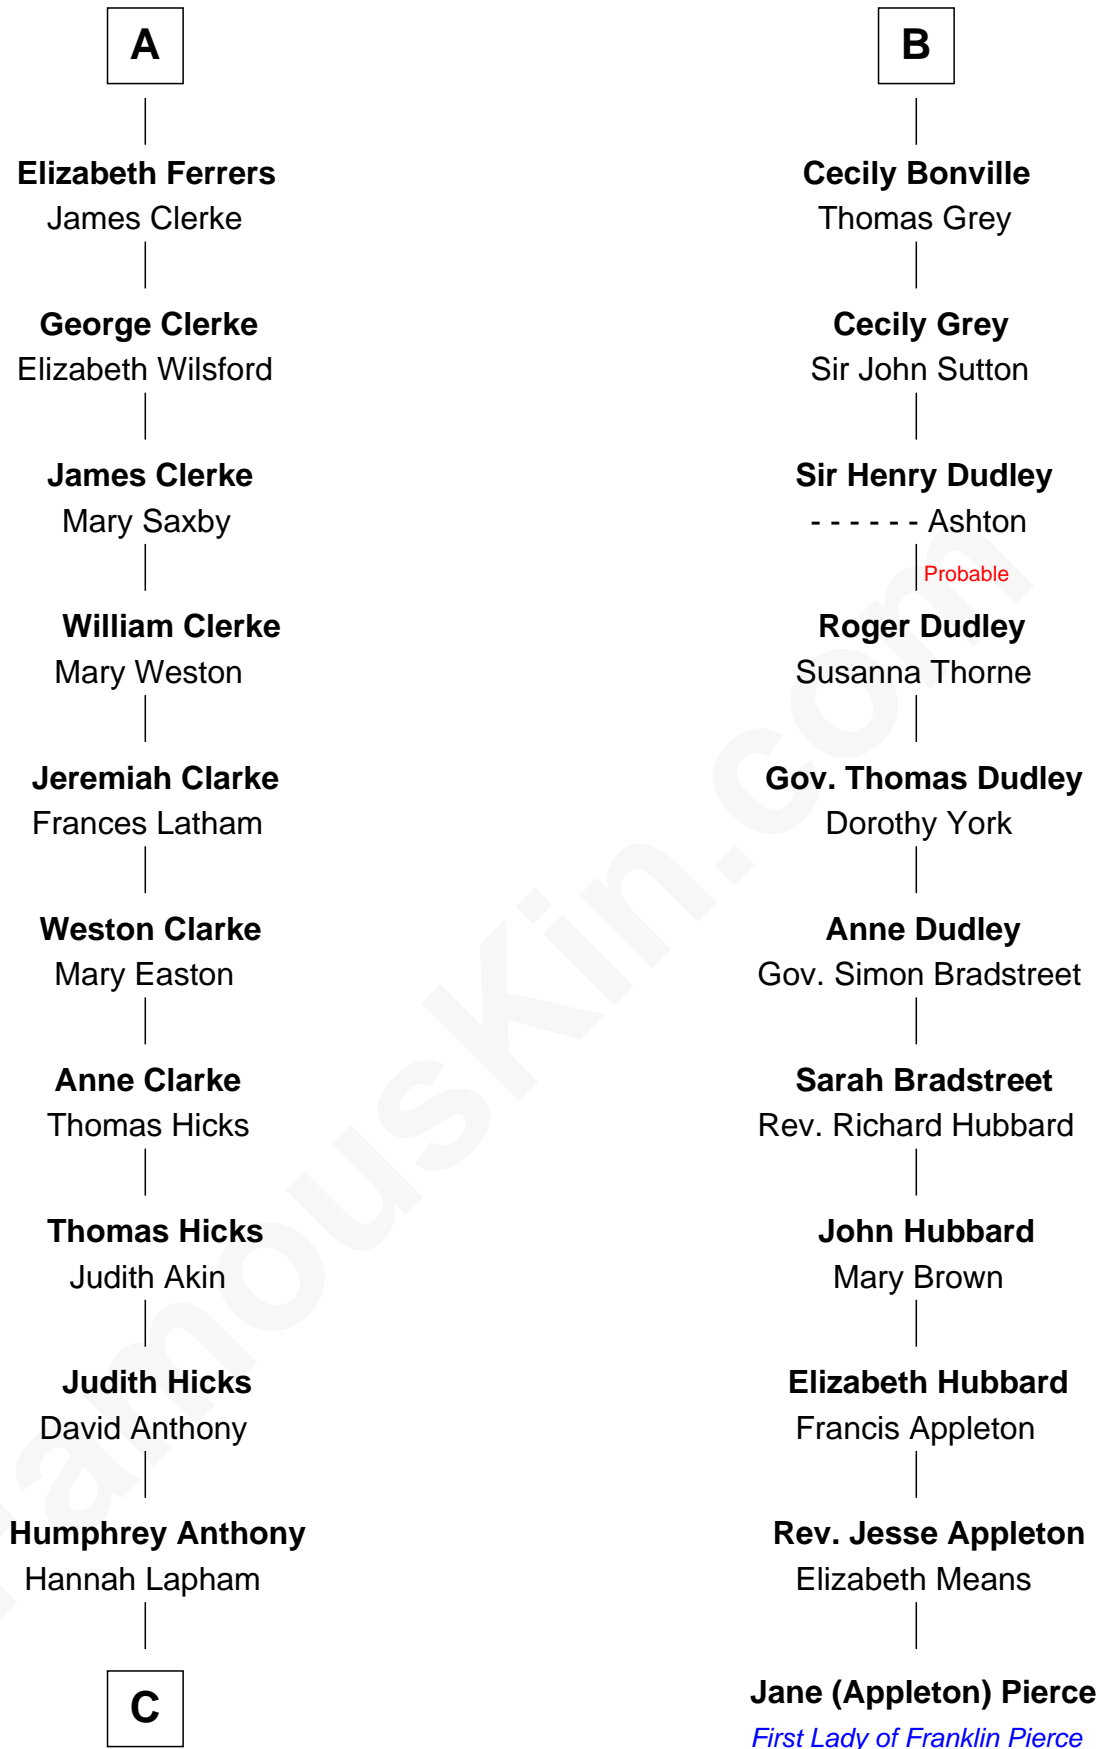 A
Elizabeth Ferrers
James Clerke
George Clerke
Elizabeth Wilsford
James Clerke
Mary Saxby
William Clerke
Mary Weston
Jeremiah Clarke
Frances Latham
Weston Clarke
Mary Easton
Anne Clarke
Thomas Hicks
Thomas Hicks
Judith Akin
Judith Hicks
David Anthony
Humphrey Anthony
Hannah Lapham
C
B
Cecily Bonville
Thomas Grey
Cecily Grey
Sir John Sutton
Sir Henry Dudley
- - - - - - Ashton
Probable
Roger Dudley
Susanna Thorne
Gov. Thomas Dudley
Dorothy York
Anne Dudley
Gov. Simon Bradstreet
Sarah Bradstreet
Rev. Richard Hubbard
John Hubbard
Mary Brown
Elizabeth Hubbard
Francis Appleton
Rev. Jesse Appleton
Elizabeth Means
Jane (Appleton) Pierce
First Lady of Franklin Pierce
FamousKin.com